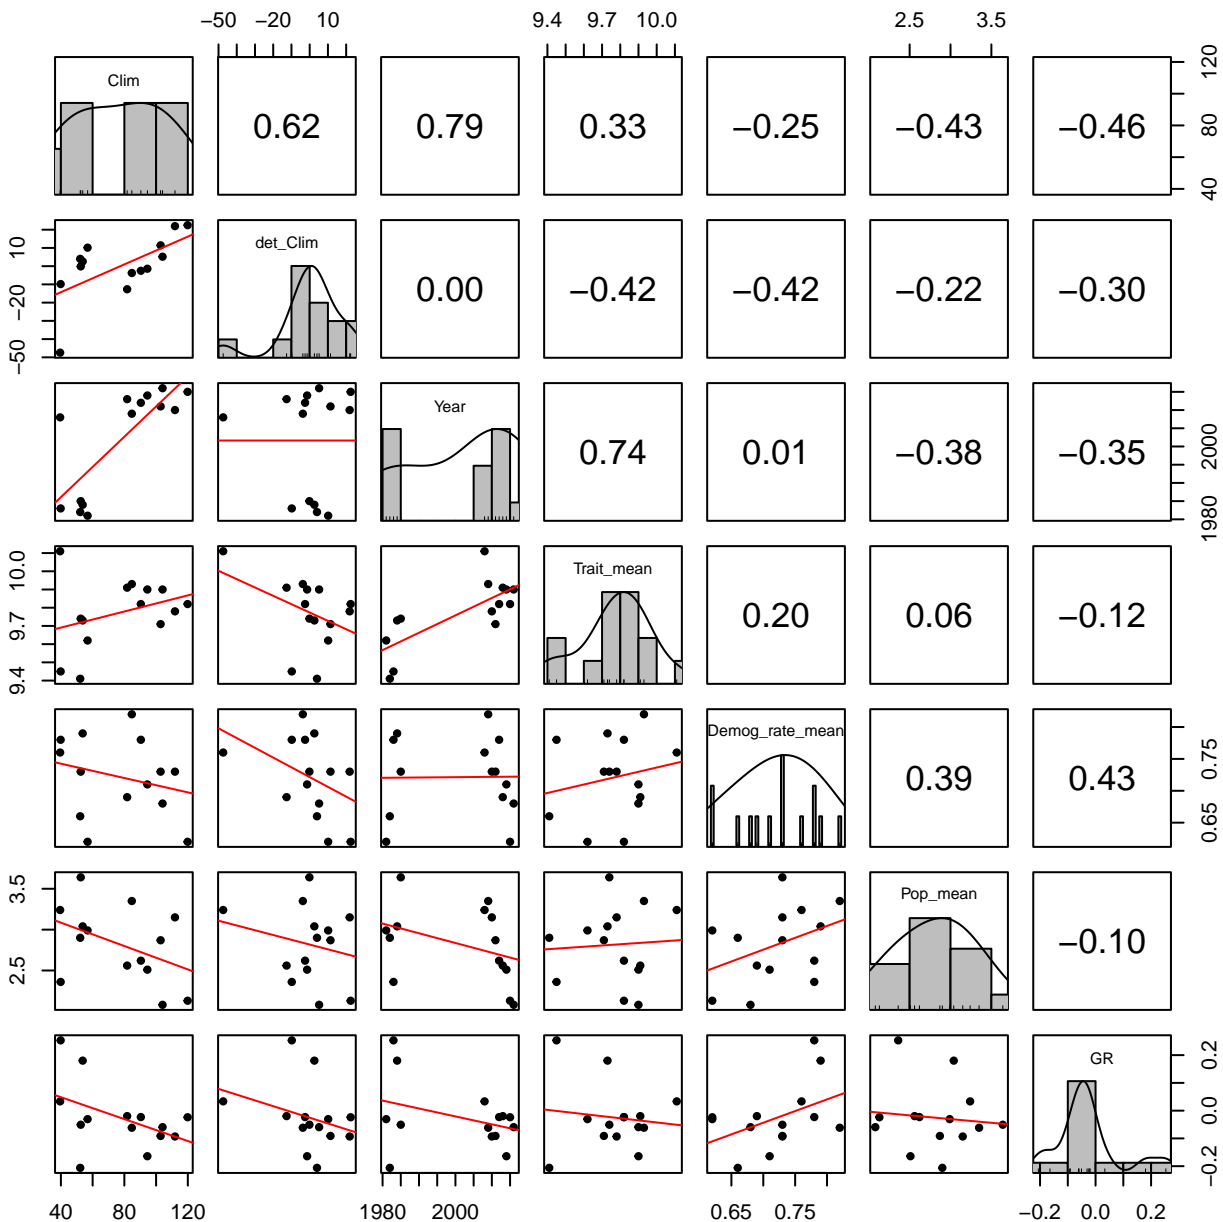 −50 −20 10 9.4 9.7 10.0 2.5 3.5
Clim 0.62 0.79 0.33 −0.25 −0.43 −0.46 40 80 120
−50 −20 10 det_Clim 0.00 −0.42 −0.42 −0.22 −0.30
Year 0.74 0.01 −0.38 −0.35 1980 2000
9.4 9.7 10.0 Trait_mean 0.20 0.06 −0.12
Demog_rate_mean 0.39 0.43 0.65 0.75
2.5 3.5 Pop_mean −0.10
GR −0.2 0.0 0.2
40 80 120 1980 2000 0.65 0.75 −0.2 0.0 0.2